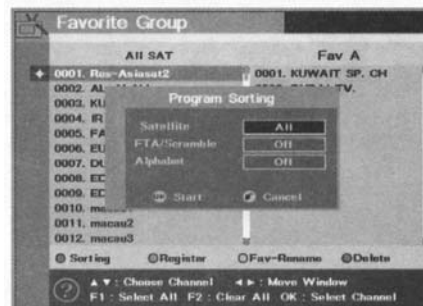 Favorite Group
All SAT
Fav A
0001. Res-Asiasat2
0001. KUWAIT SP. CH
0002. AL
TV.
0003. KU
0004. IR
0005. FA
0006. EU
0007. DU
0008. ED
0009. ED
0010. macau
0011, macau2
0012. macau3
Program
Sorting
Satellite
All
FTA/Scramble
Off
Alphabet
Off
Start
Cancel
Sorting
Register
Fav-Rename
Delete
? ▲ ▼ : Choose Channel ◄ ► : Move Window
F1 : Select All F2 : Clear All OK : Select Channel